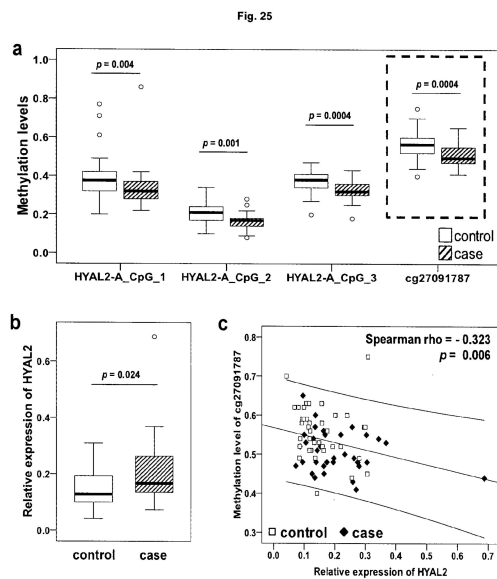 Fig. 25
a
Methylation levels
1.0
0.8
0.6
0.4
0.2
0.0
p = 0.004
p = 0.001
p = 0.0004
p = 0.0004
control
case
HYAL2-A_CpG_1
HYAL2-A_CpG_2
HYAL2-A_CpG_3
cg27091787
b
Relative expression of HYAL2
0.6
0.4
0.2
0.0
p = 0.024
control
case
c
Spearman rho = - 0.323
p = 0.006
Methylation level of cg27091787
0.8
0.7
0.6
0.5
0.4
0.3
control
case
0.0 0.1 0.2 0.3 0.4 0.5 0.6 0.7
Relative expression of HYAL2